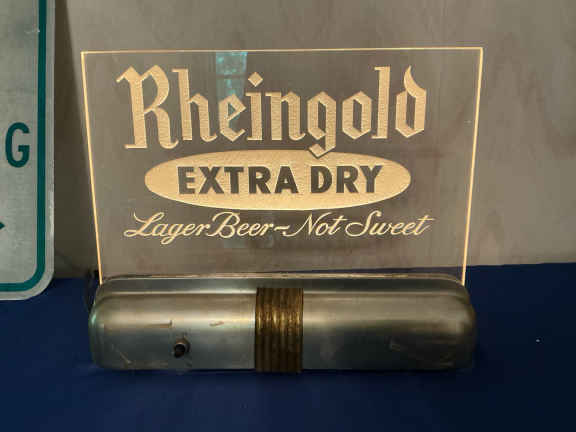 Rheingold
EXTRA DRY
Lager Beer - Not Sweet
G